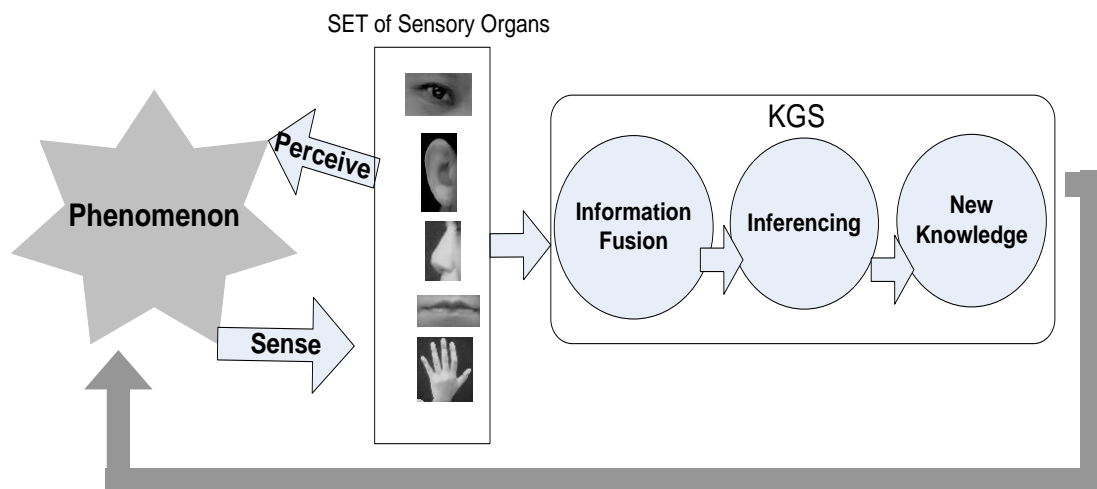 SET of Sensory Organs
KGS
Perceive
Phenomenon
Information
Fusion
Inferencing
New
Knowledge
Sense